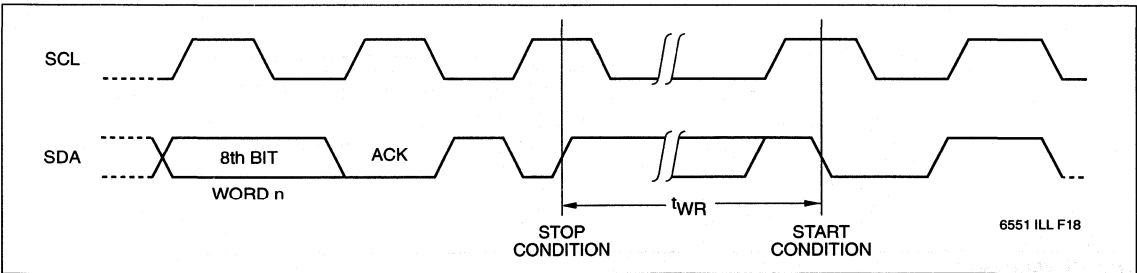 SCL
SDA
8th BIT
ACK
WORD n
tWR
STOP
CONDITION
START
CONDITION
6551 ILL F18